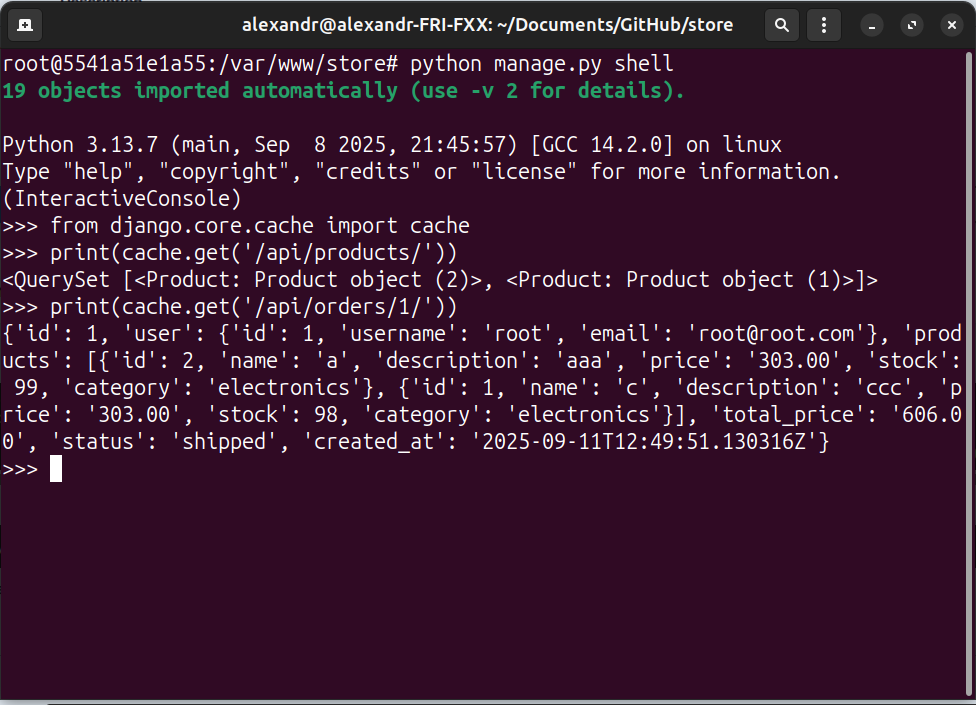 alexandr@alexandr-FRI-FXX: ~/Documents/GitHub/store
root@5541a51e1a55:/var/www/store# python manage.py shell
19 objects imported automatically (use -v 2 for details).
Python 3.13.7 (main, Sep  8 2025, 21:45:57) [GCC 14.2.0] on linux
Type "help", "copyright", "credits" or "license" for more information.
(InteractiveConsole)
>>> from django.core.cache import cache
>>> print(cache.get('/api/products/'))
<QuerySet [<Product: Product object (2)>, <Product: Product object (1)>]>
>>> print(cache.get('/api/orders/1/'))
{'id': 1, 'user': {'id': 1, 'username': 'root', 'email': 'root@root.com'}, 'prod
ucts': [{'id': 2, 'name': 'a', 'description': 'aaa', 'price': '303.00', 'stock':
 99, 'category': 'electronics'}, {'id': 1, 'name': 'c', 'description': 'ccc', 'p
rice': '303.00', 'stock': 98, 'category': 'electronics'}], 'total_price': '606.0
0', 'status': 'shipped', 'created_at': '2025-09-11T12:49:51.130316Z'}
>>>